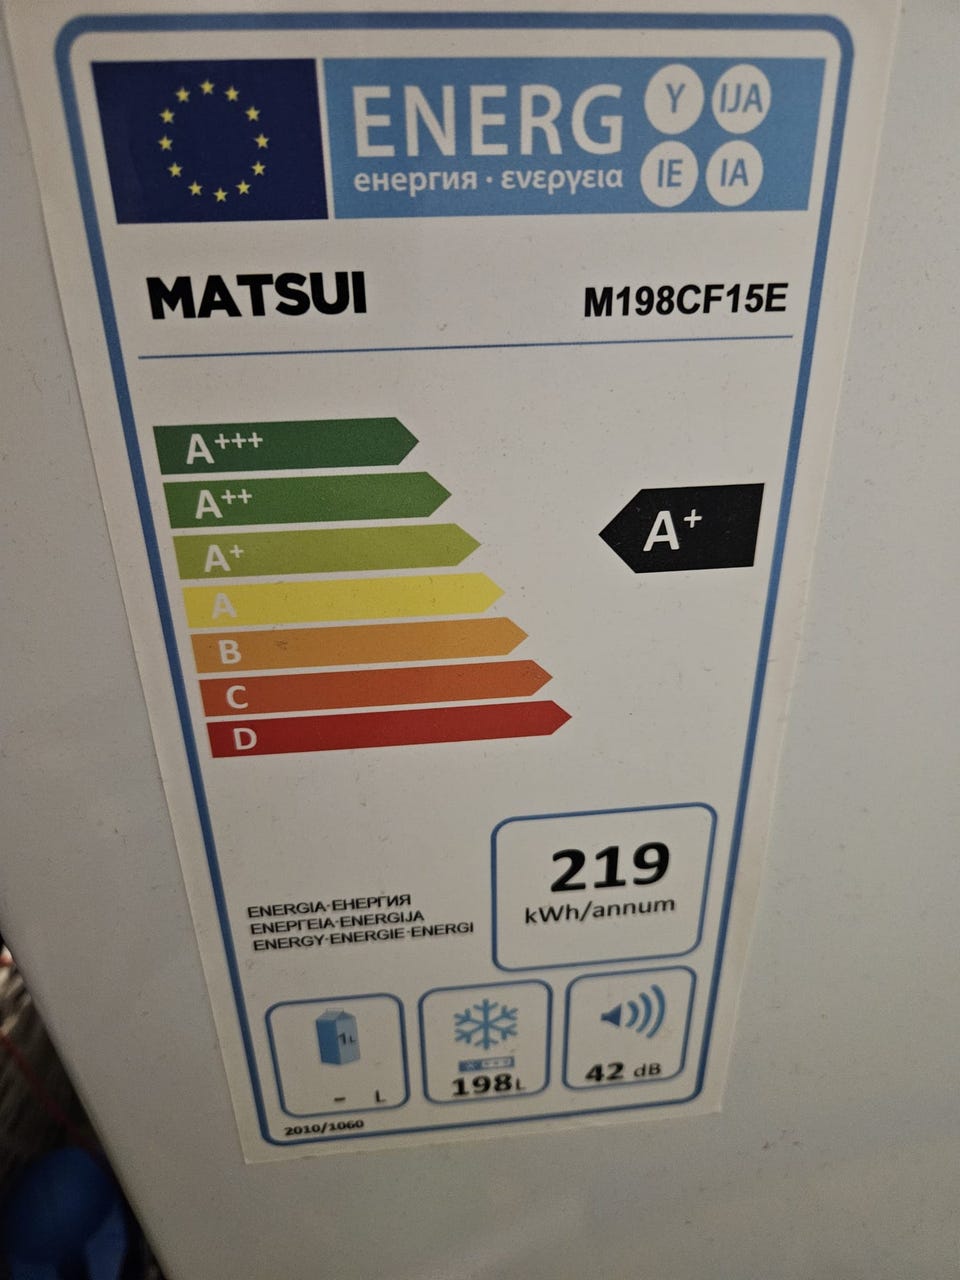 ENERG Y IJA
енергия · ενεργεια IE IA
MATSUI M198CF15E
A+++
A++
A+
A+
A
B
C
D
219
kWh/annum
ENERGIA·ЕНЕРГИЯ
ΕΝΕΡΓΕΙΑ·ENERGIJA
ENERGY·ENERGIE·ENERGI
1L
- L
198L
42 dB
2010/1060